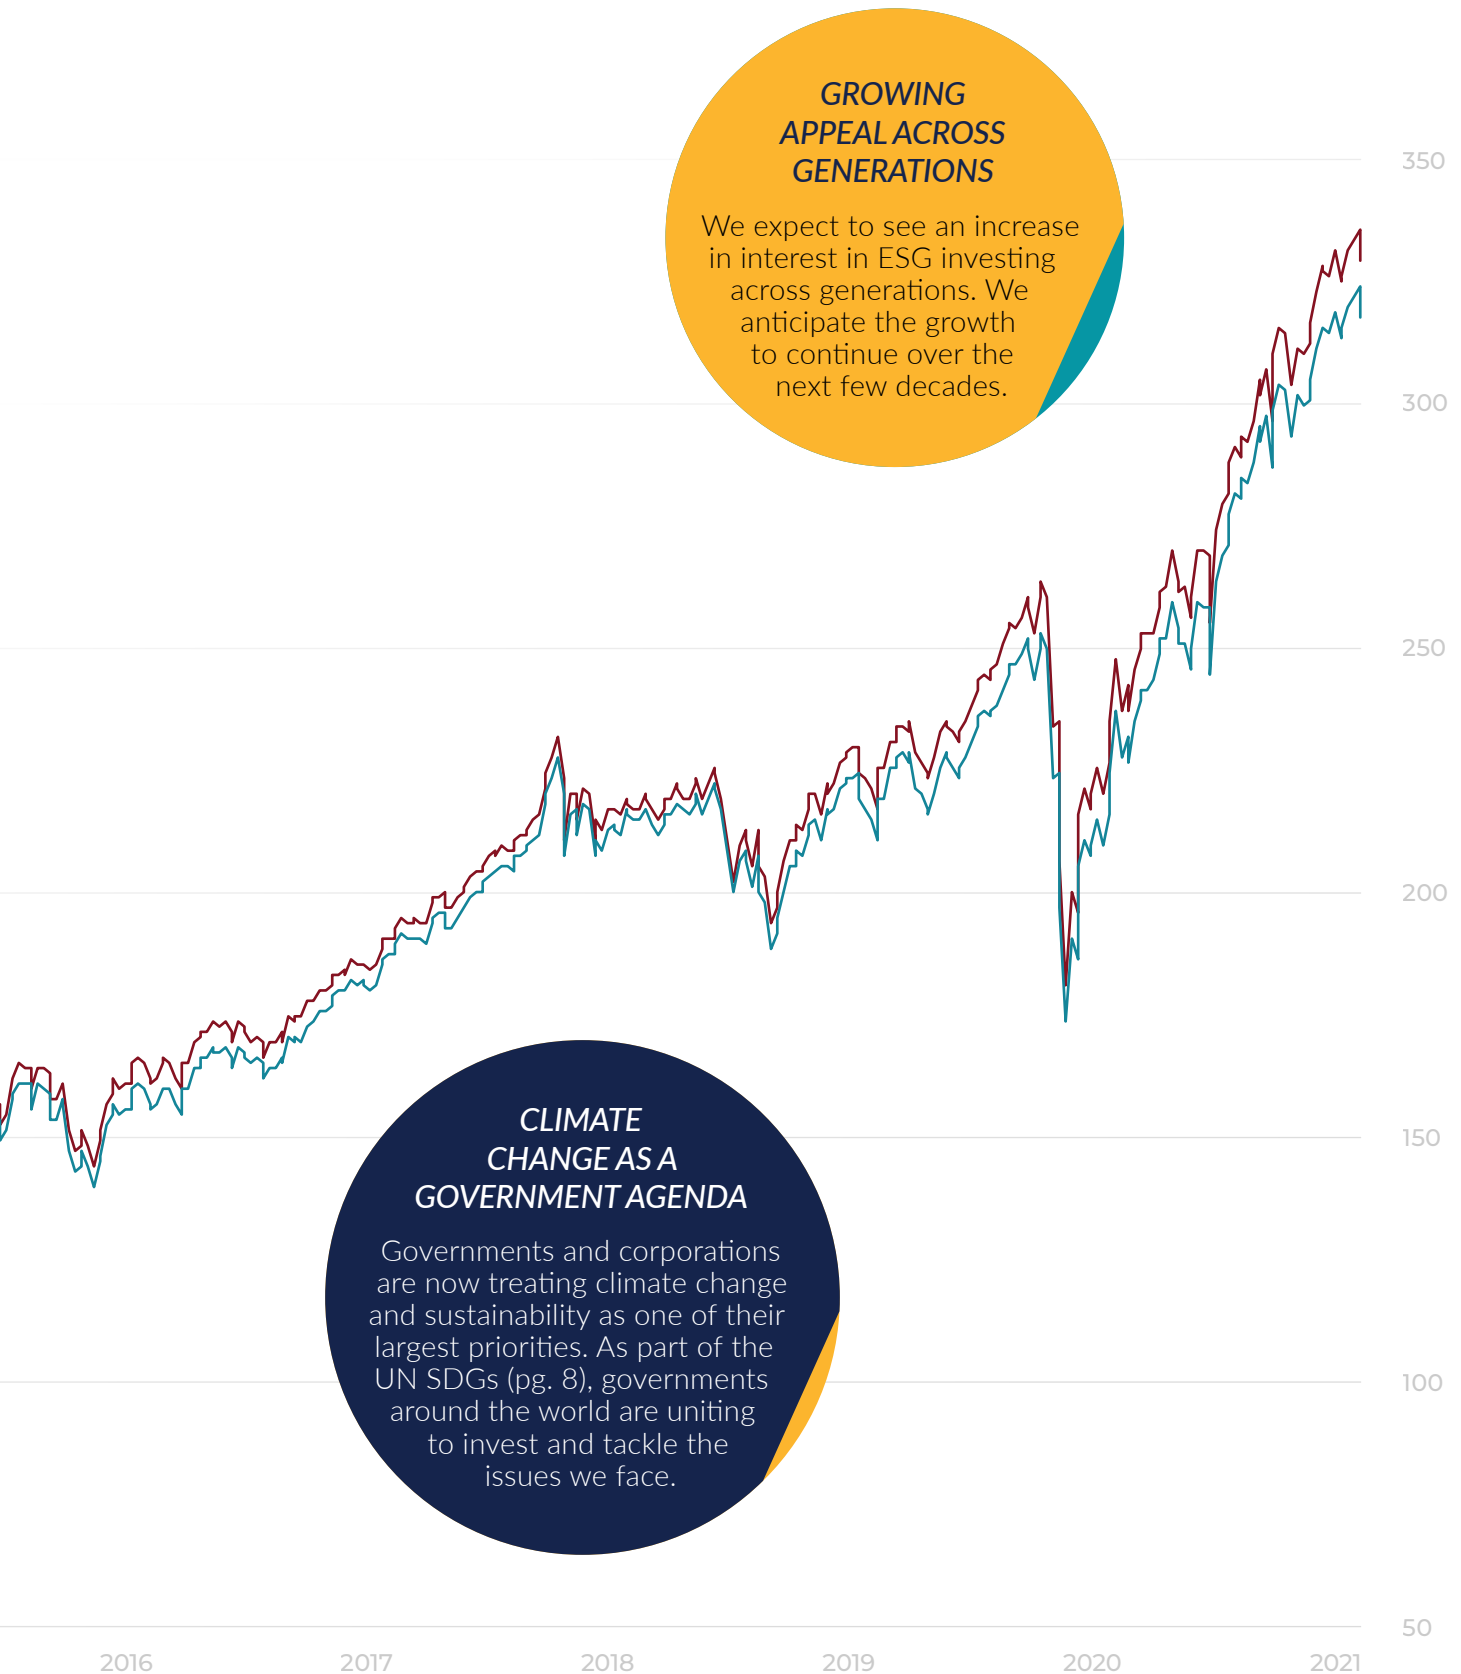 GROWING
APPEAL ACROSS
GENERATIONS
We expect to see an increase
in interest in ESG investing
across generations. We
anticipate the growth
to continue over the
next few decades.
350
300
250
200
150
100
50
CLIMATE
CHANGE AS A
GOVERNMENT AGENDA
Governments and corporations
are now treating climate change
and sustainability as one of their
largest priorities. As part of the
UN SDGs (pg. 8), governments
around the world are uniting
to invest and tackle the
issues we face.
2016
2017
2018
2019
2020
2021